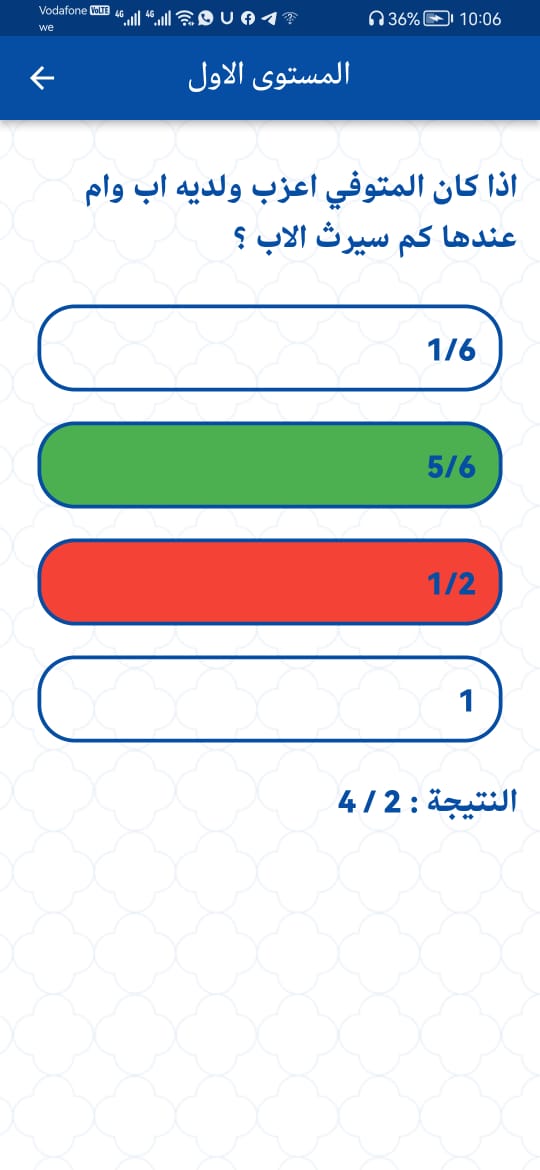 Vodafone VoLTE 4G 4G 36% 10:06
we
المستوى الاول
اذا كان المتوفي اعزب ولديه اب وام
عندها كم سيرث الاب ؟
1/6
5/6
1/2
1
النتيجة : 2 / 4